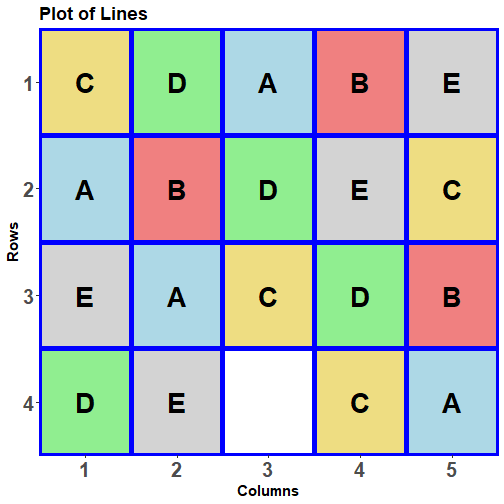 Plot of Lines
1 C D A B E
2 A B D E C
Rows
3 E A C D B
4 D E C A
1 2 3 4 5
Columns